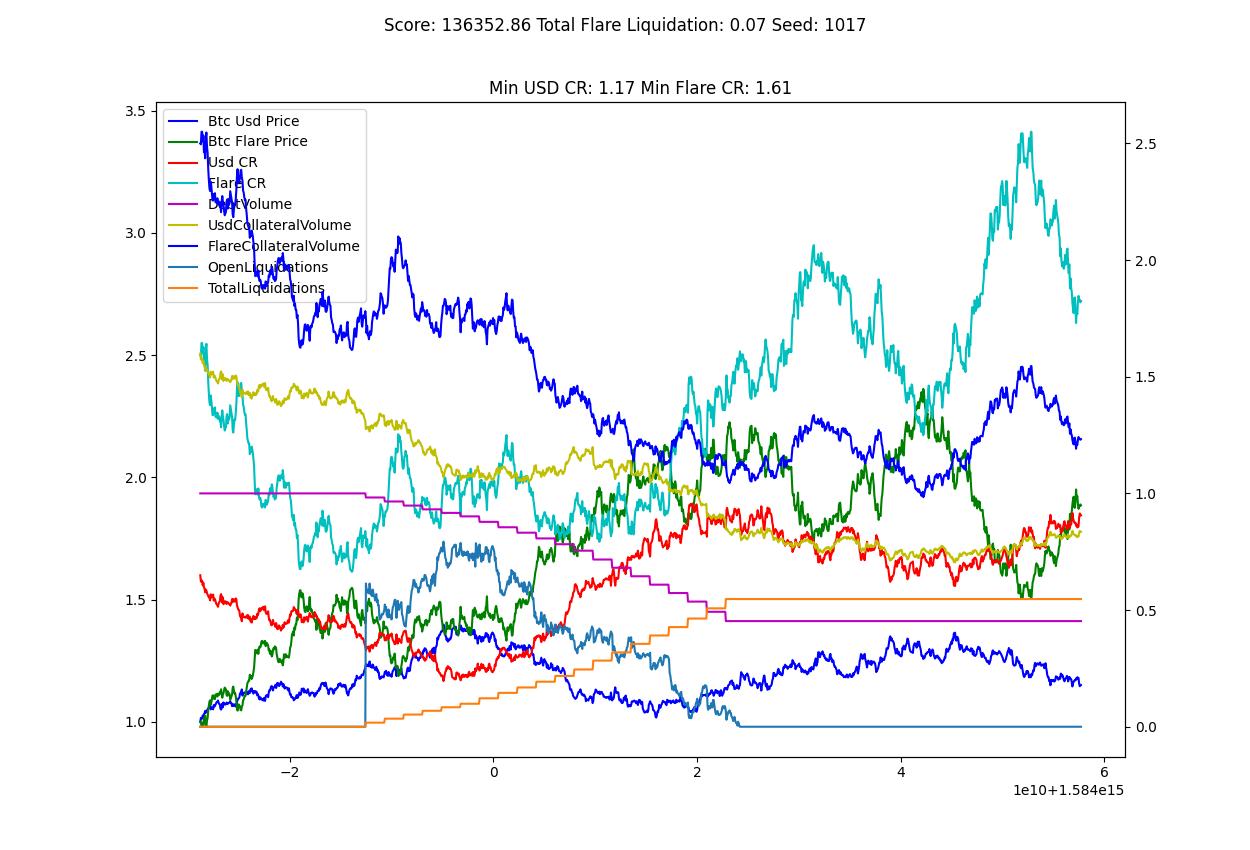 Score: 136352.86 Total Flare Liquidation: 0.07 Seed: 1017
Min USD CR: 1.17 Min Flare CR: 1.61
3.5
3.0
2.5
2.0
1.5
1.0
Btc Usd Price
Btc Flare Price
Usd CR
Flare CR
DebtVolume
UsdCollateralVolume
FlareCollateralVolume
OpenLiquidations
TotalLiquidations
2.5
2.0
1.5
1.0
0.5
0.0
−2 0 2 4 6
1e10+1.584e15